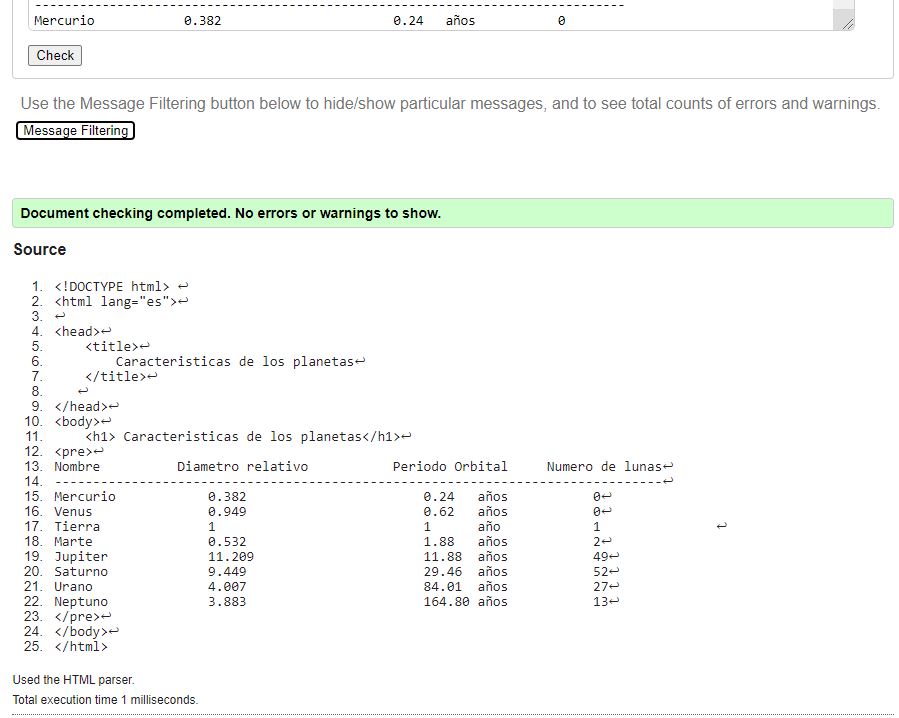 --------------------------------------------------------------------------------
Mercurio 0.382 0.24 años 0
Check
Use the Message Filtering button below to hide/show particular messages, and to see total counts of errors and warnings.
Message Filtering
Document checking completed. No errors or warnings to show.
Source
1. <!DOCTYPE html> ↩
2. <html lang="es">↩
3. ↩
4. <head>↩
5. <title>↩
6. Caracteristicas de los planetas↩
7. </title>↩
8. ↩
9. </head>↩
10. <body>↩
11. <h1> Caracteristicas de los planetas</h1>↩
12. <pre>↩
13. Nombre Diametro relativo Periodo Orbital Numero de lunas↩
14. -------------------------------------------------------------------------------↩
15. Mercurio 0.382 0.24 años 0↩
16. Venus 0.949 0.62 años 0↩
17. Tierra 1 1 año 1 ↩
18. Marte 0.532 1.88 años 2↩
19. Jupiter 11.209 11.88 años 49↩
20. Saturno 9.449 29.46 años 52↩
21. Urano 4.007 84.01 años 27↩
22. Neptuno 3.883 164.80 años 13↩
23. </pre>↩
24. </body>↩
25. </html>
Used the HTML parser.
Total execution time 1 milliseconds.